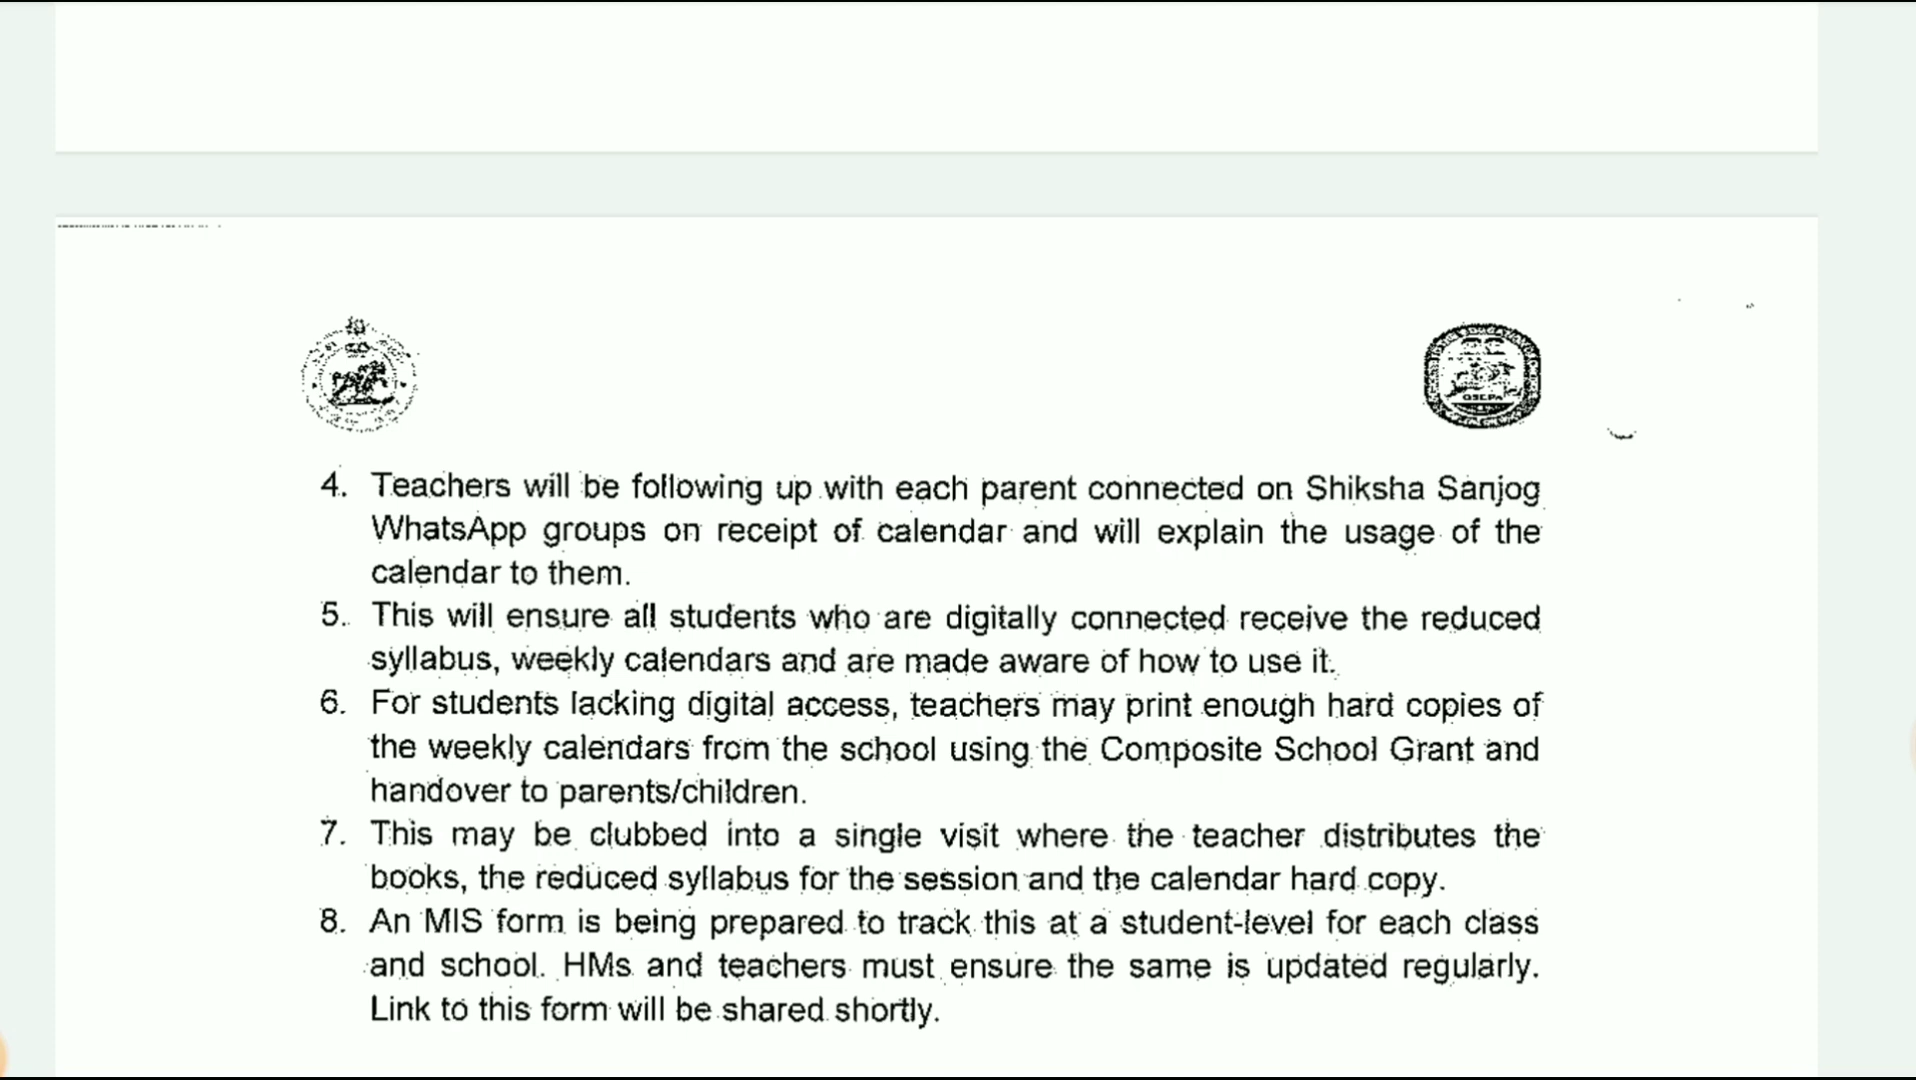 OSEPA
4. Teachers will be following up with each parent connected on Shiksha Sanjog
WhatsApp groups on receipt of calendar and will explain the usage of the
calendar to them.
5. This will ensure all students who are digitally connected receive the reduced
syllabus, weekly calendars and are made aware of how to use it.
6. For students lacking digital access, teachers may print enough hard copies of
the weekly calendars from the school using the Composite School Grant and
handover to parents/children.
7. This may be clubbed into a single visit where the teacher distributes the
books, the reduced syllabus for the session and the calendar hard copy.
8. An MIS form is being prepared to track this at a student-level for each class
and school. HMs and teachers must ensure the same is updated regularly.
Link to this form will be shared shortly.